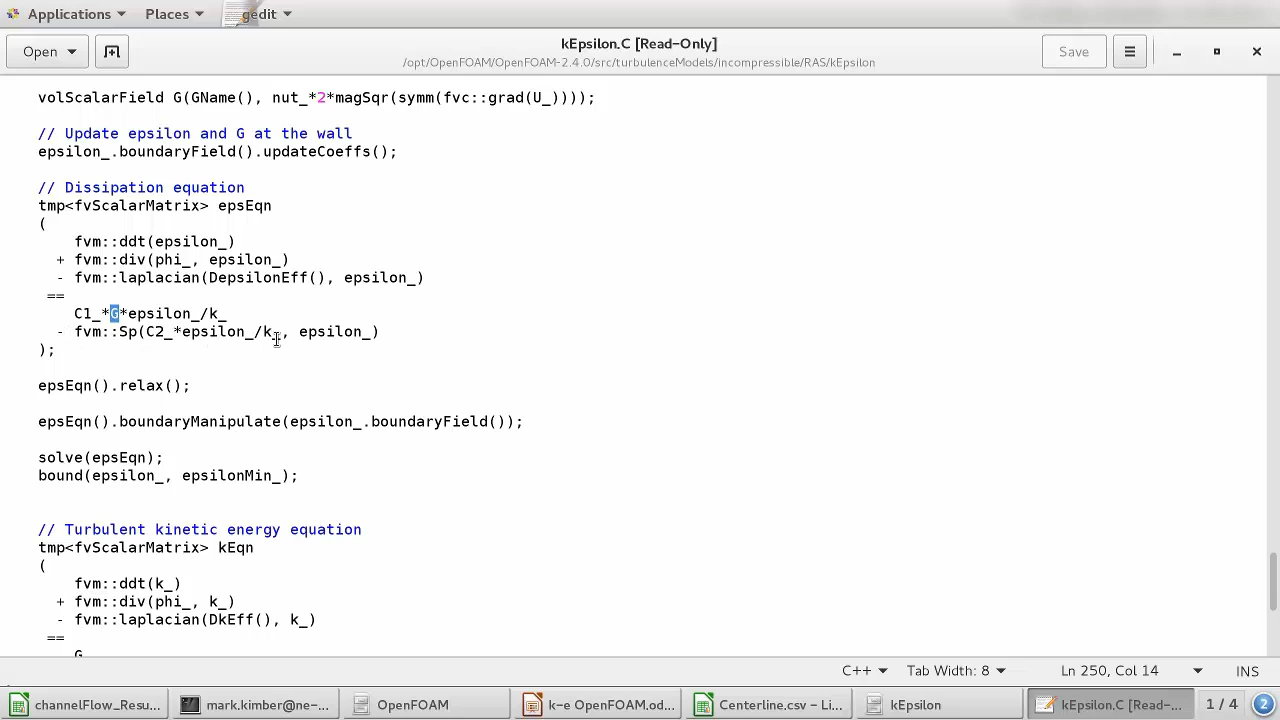 Applications Places gedit
Open kEpsilon.C [Read-Only] Save
/opt/OpenFOAM/OpenFOAM-2.4.0/src/turbulenceModels/incompressible/RAS/kEpsilon
volScalarField G(GName(), nut_*2*magSqr(symm(fvc::grad(U_))));
// Update epsilon and G at the wall
epsilon_.boundaryField().updateCoeffs();
// Dissipation equation
tmp<fvScalarMatrix> epsEqn
(
fvm::ddt(epsilon_)
+ fvm::div(phi_, epsilon_)
- fvm::laplacian(DepsilonEff(), epsilon_)
==
C1_*G*epsilon_/k_
- fvm::Sp(C2_*epsilon_/k_, epsilon_)
);
epsEqn().relax();
epsEqn().boundaryManipulate(epsilon_.boundaryField());
solve(epsEqn);
bound(epsilon_, epsilonMin_);
// Turbulent kinetic energy equation
tmp<fvScalarMatrix> kEqn
(
fvm::ddt(k_)
+ fvm::div(phi_, k_)
- fvm::laplacian(DkEff(), k_)
==
G
C++ Tab Width: 8 Ln 250, Col 14 INS
channelFlow_Resu... mark.kimber@ne-... OpenFOAM k-e OpenFOAM.od... Centerline.csv – Li... kEpsilon kEpsilon.C [Read-... 1 / 4 2